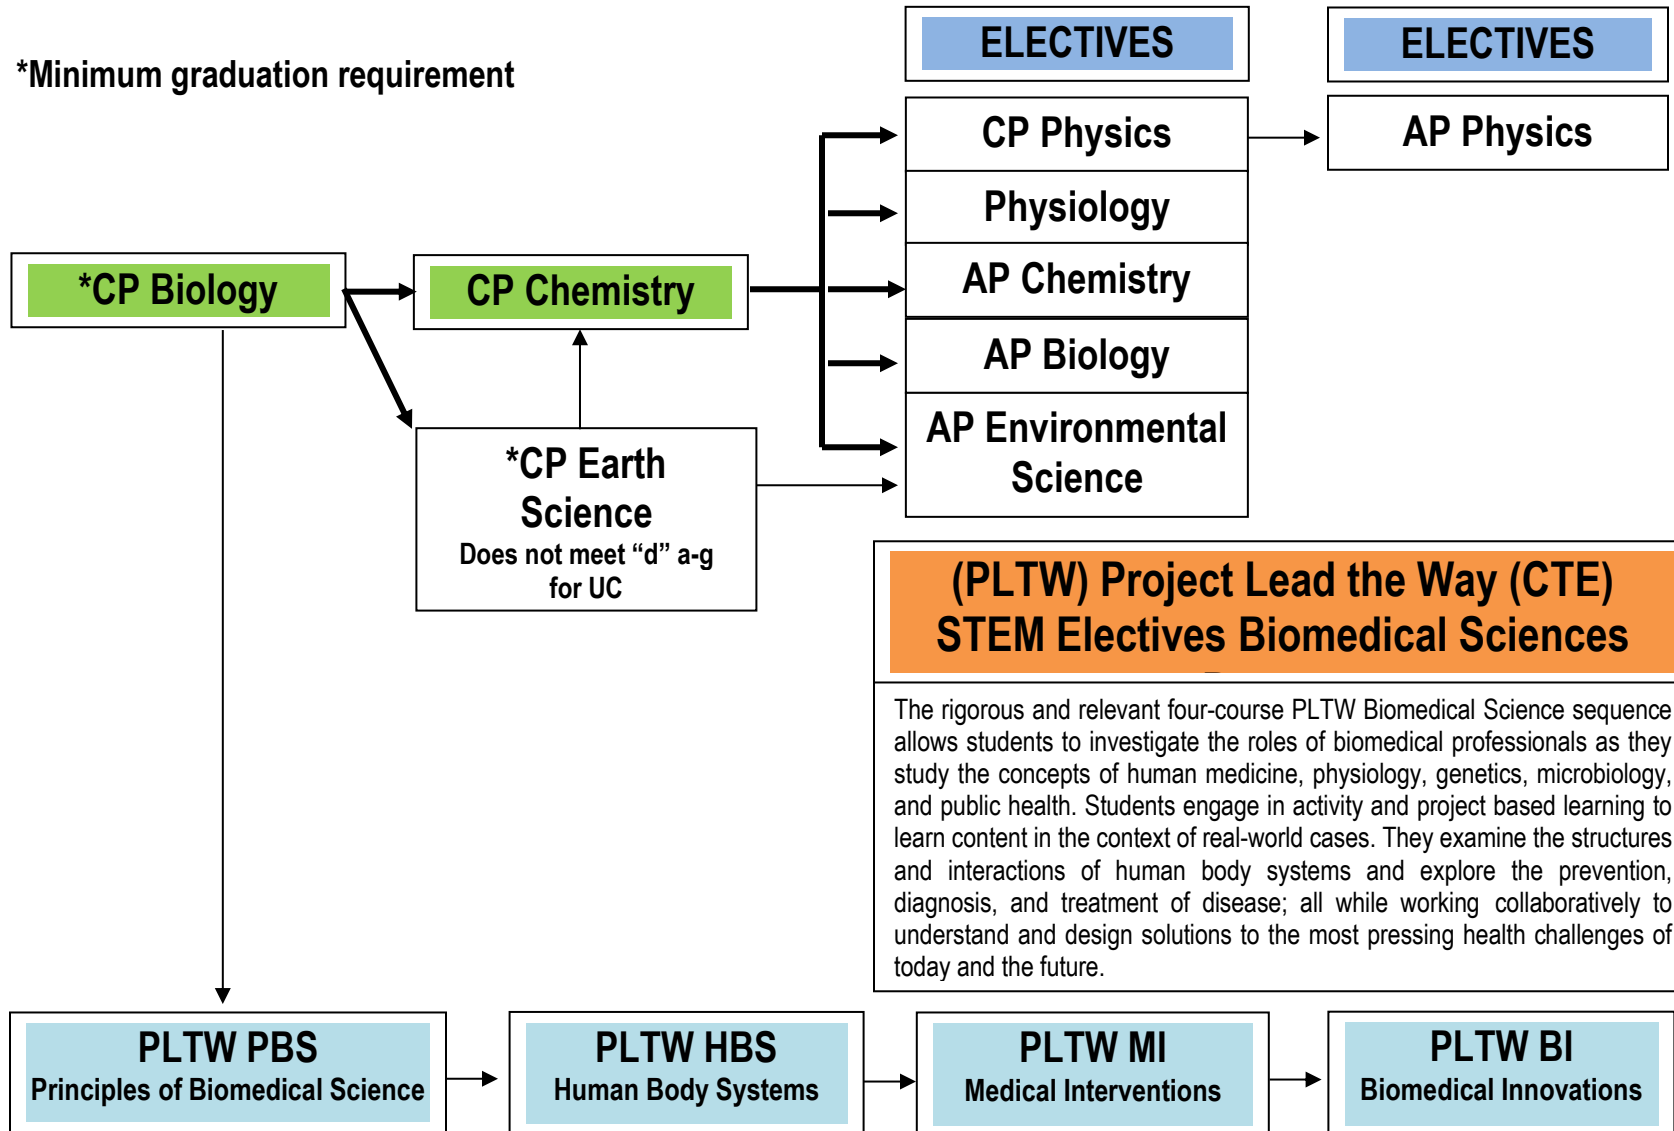 *Minimum graduation requirement
ELECTIVES
ELECTIVES
CP Physics
AP Physics
Physiology
AP Chemistry
AP Biology
AP Environmental
Science
*CP Biology
CP Chemistry
*CP Earth
Science
Does not meet “d” a-g
for UC
(PLTW) Project Lead the Way (CTE)
STEM Electives Biomedical Sciences
The rigorous and relevant four-course PLTW Biomedical Science sequence
allows students to investigate the roles of biomedical professionals as they
study the concepts of human medicine, physiology, genetics, microbiology,
and public health. Students engage in activity and project based learning to
learn content in the context of real-world cases. They examine the structures
and interactions of human body systems and explore the prevention,
diagnosis, and treatment of disease; all while working collaboratively to
understand and design solutions to the most pressing health challenges of
today and the future.
PLTW PBS
Principles of Biomedical Science
PLTW HBS
Human Body Systems
PLTW MI
Medical Interventions
PLTW BI
Biomedical Innovations